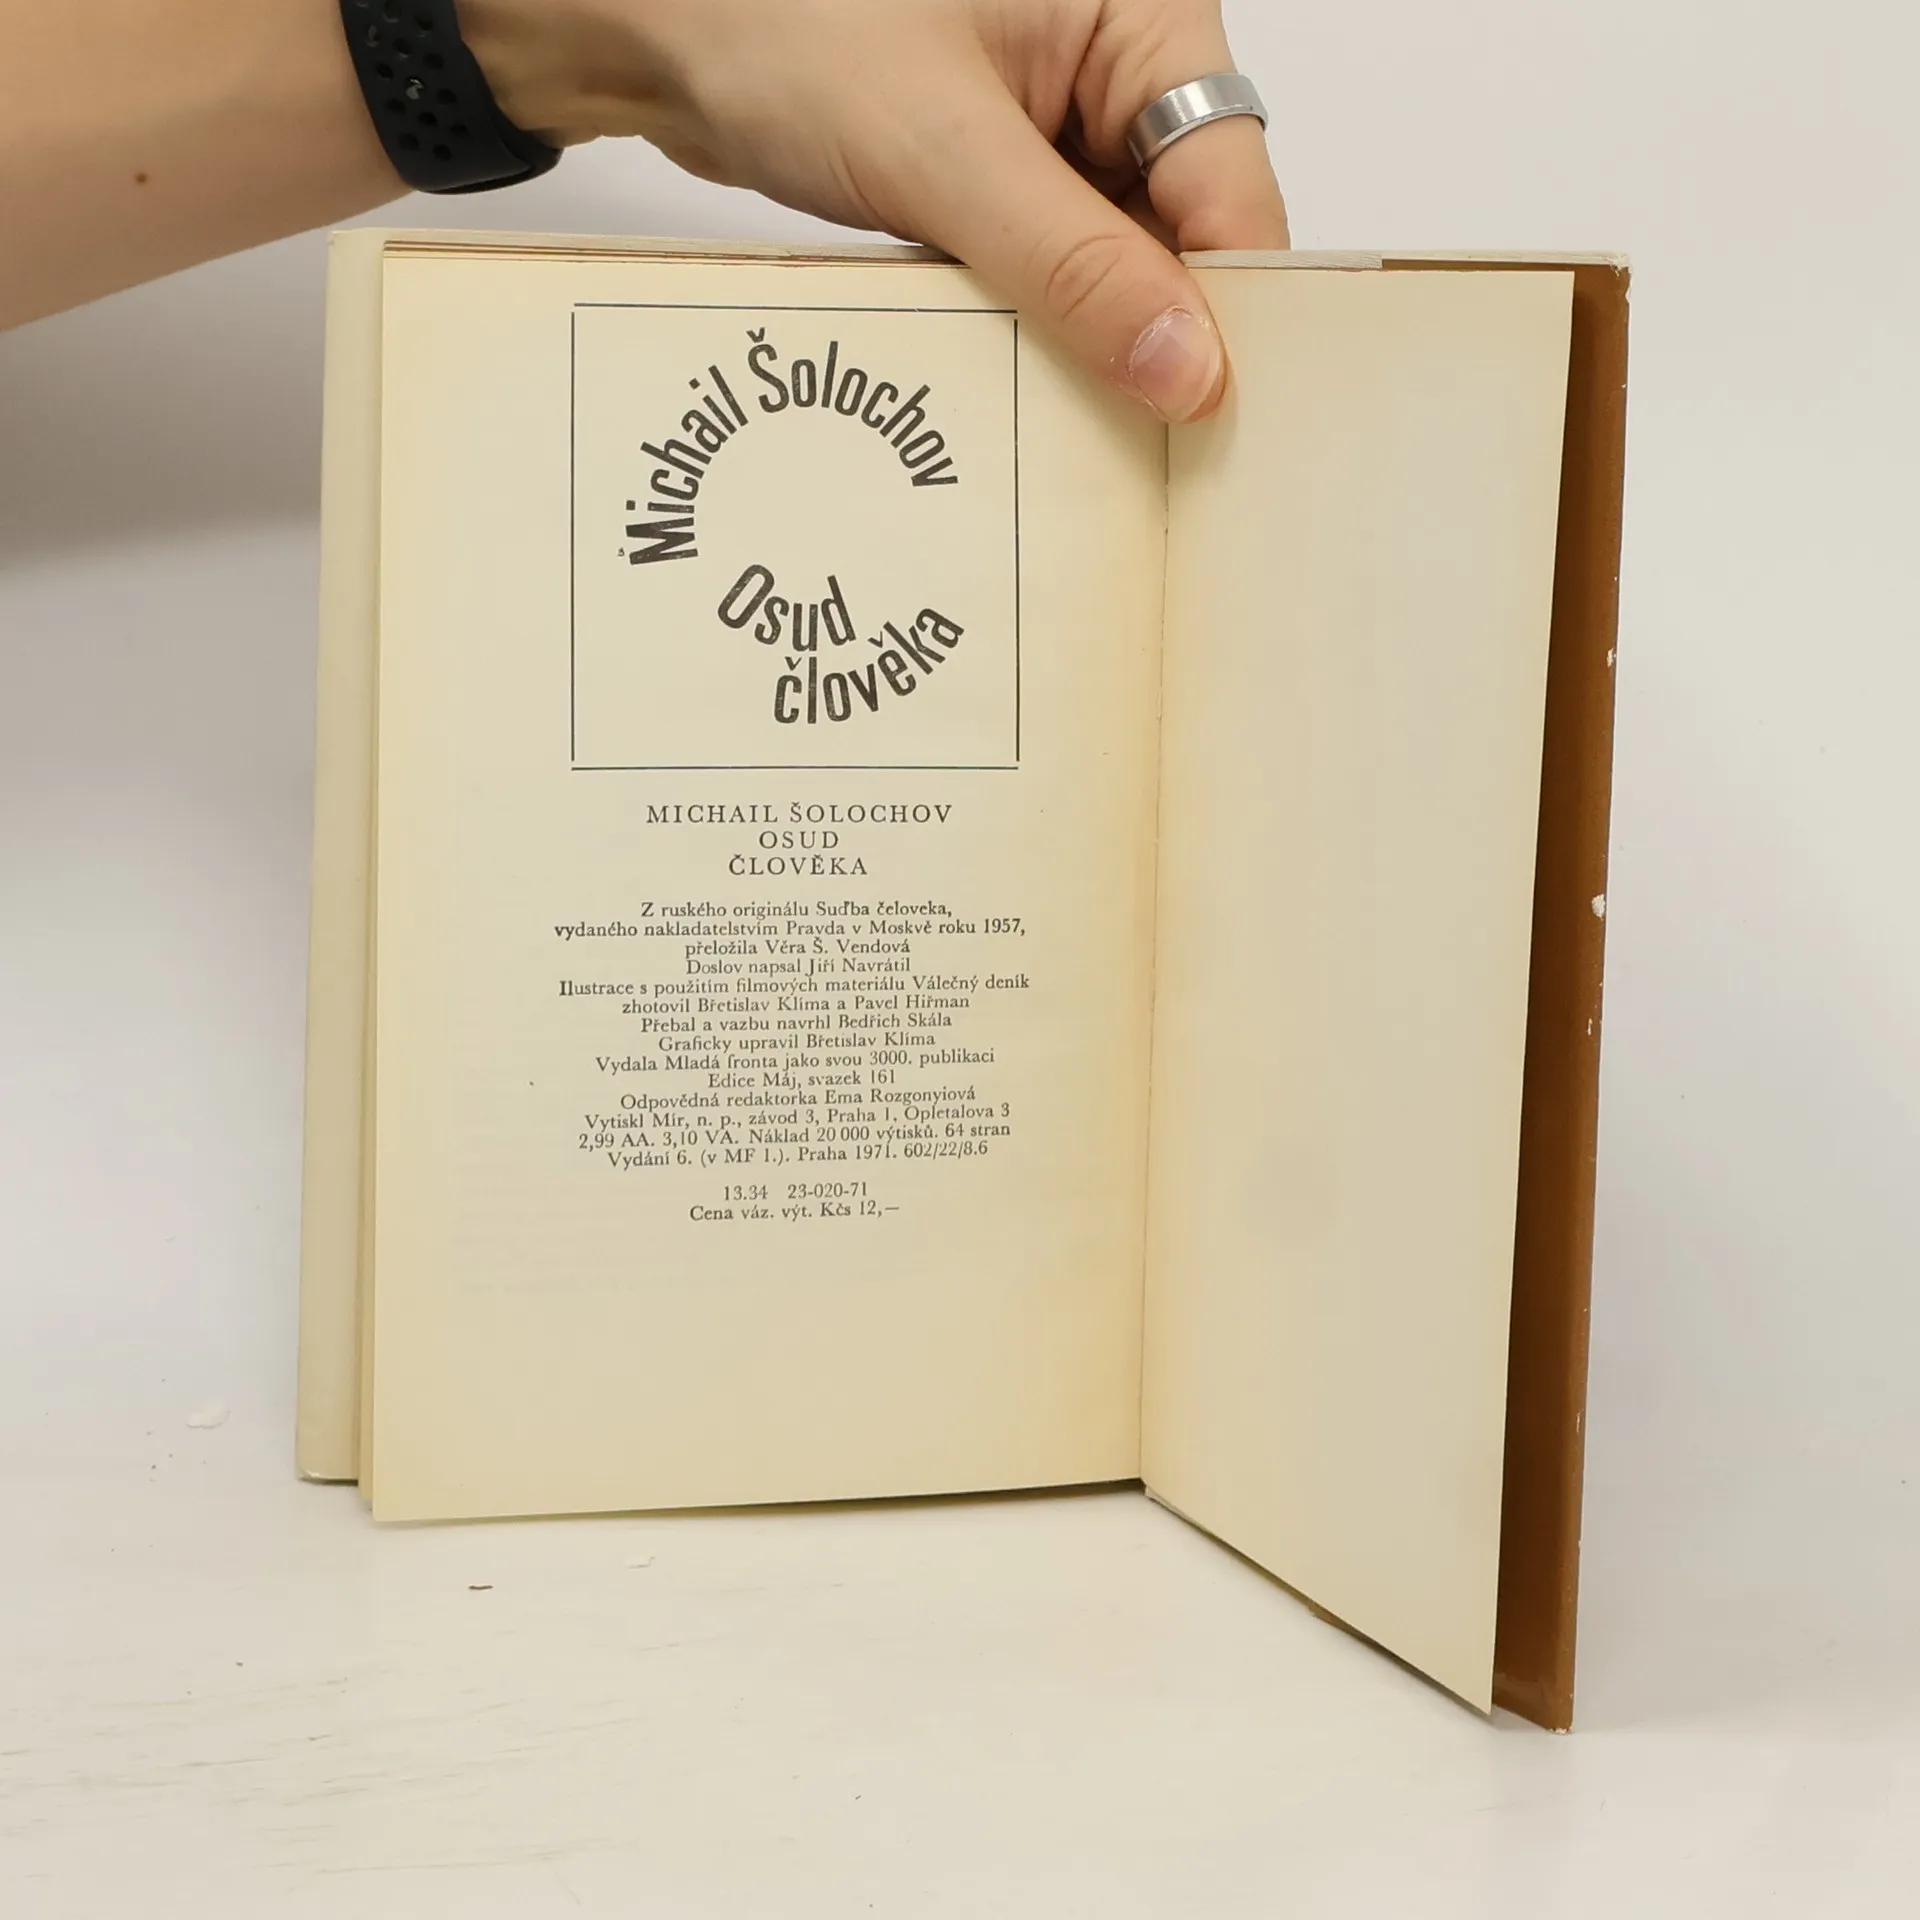 Michail Šolochov
Osud
člověka
MICHAIL ŠOLOCHOV
OSUD
ČLOVĚKA
Z ruského originálu Suďba čeloveka,
vydaného nakladatelstvím Pravda v Moskvě roku 1957,
přeložila Věra Š. Vendová
Doslov napsal Jiří Navrátil
Ilustrace s použitím filmových materiálu Válečný deník
zhotovil Břetislav Klíma a Pavel Hiřman
Přebal a vazbu navrhl Bedřich Skála
Graficky upravil Břetislav Klíma
Vydala Mladá fronta jako svou 3000. publikaci
Edice Máj, svazek 161
Odpovědná redaktorka Ema Rozgonyiová
Vytiskl Mír, n. p., závod 3, Praha 1, Opletalova 3
2,99 AA. 3,10 VA. Náklad 20 000 výtisků. 64 stran
Vydání 6. (v MF 1.). Praha 1971. 602/22/8.6
13.34 23-020-71
Cena váz. výt. Kčs 12,—